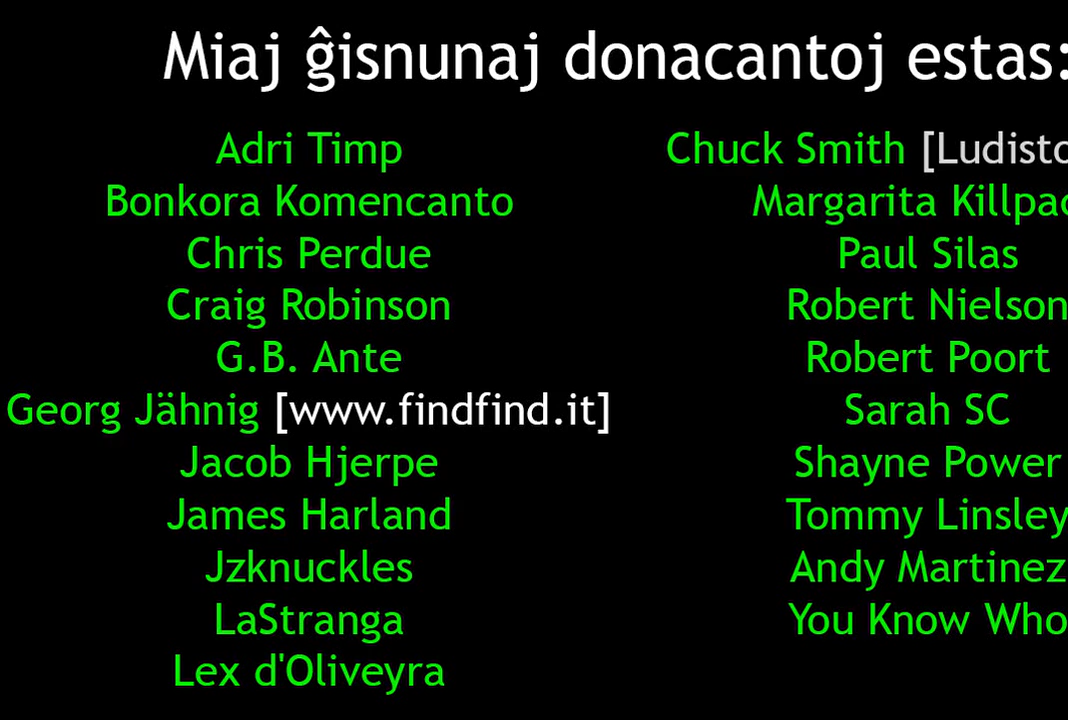 Miaj ĝisnunaj donacantoj estas:
Adri Timp
Bonkora Komencanto
Chris Perdue
Craig Robinson
G.B. Ante
Georg Jähnig [www.findfind.it]
Jacob Hjerpe
James Harland
Jzknuckles
LaStranga
Lex d'Oliveyra
Chuck Smith
Margarita
Paul Silas
Robert Nielson
Robert Poort
Sarah SC
Shayne Power
Tommy Linsley
Andy Martinez
You Know Who